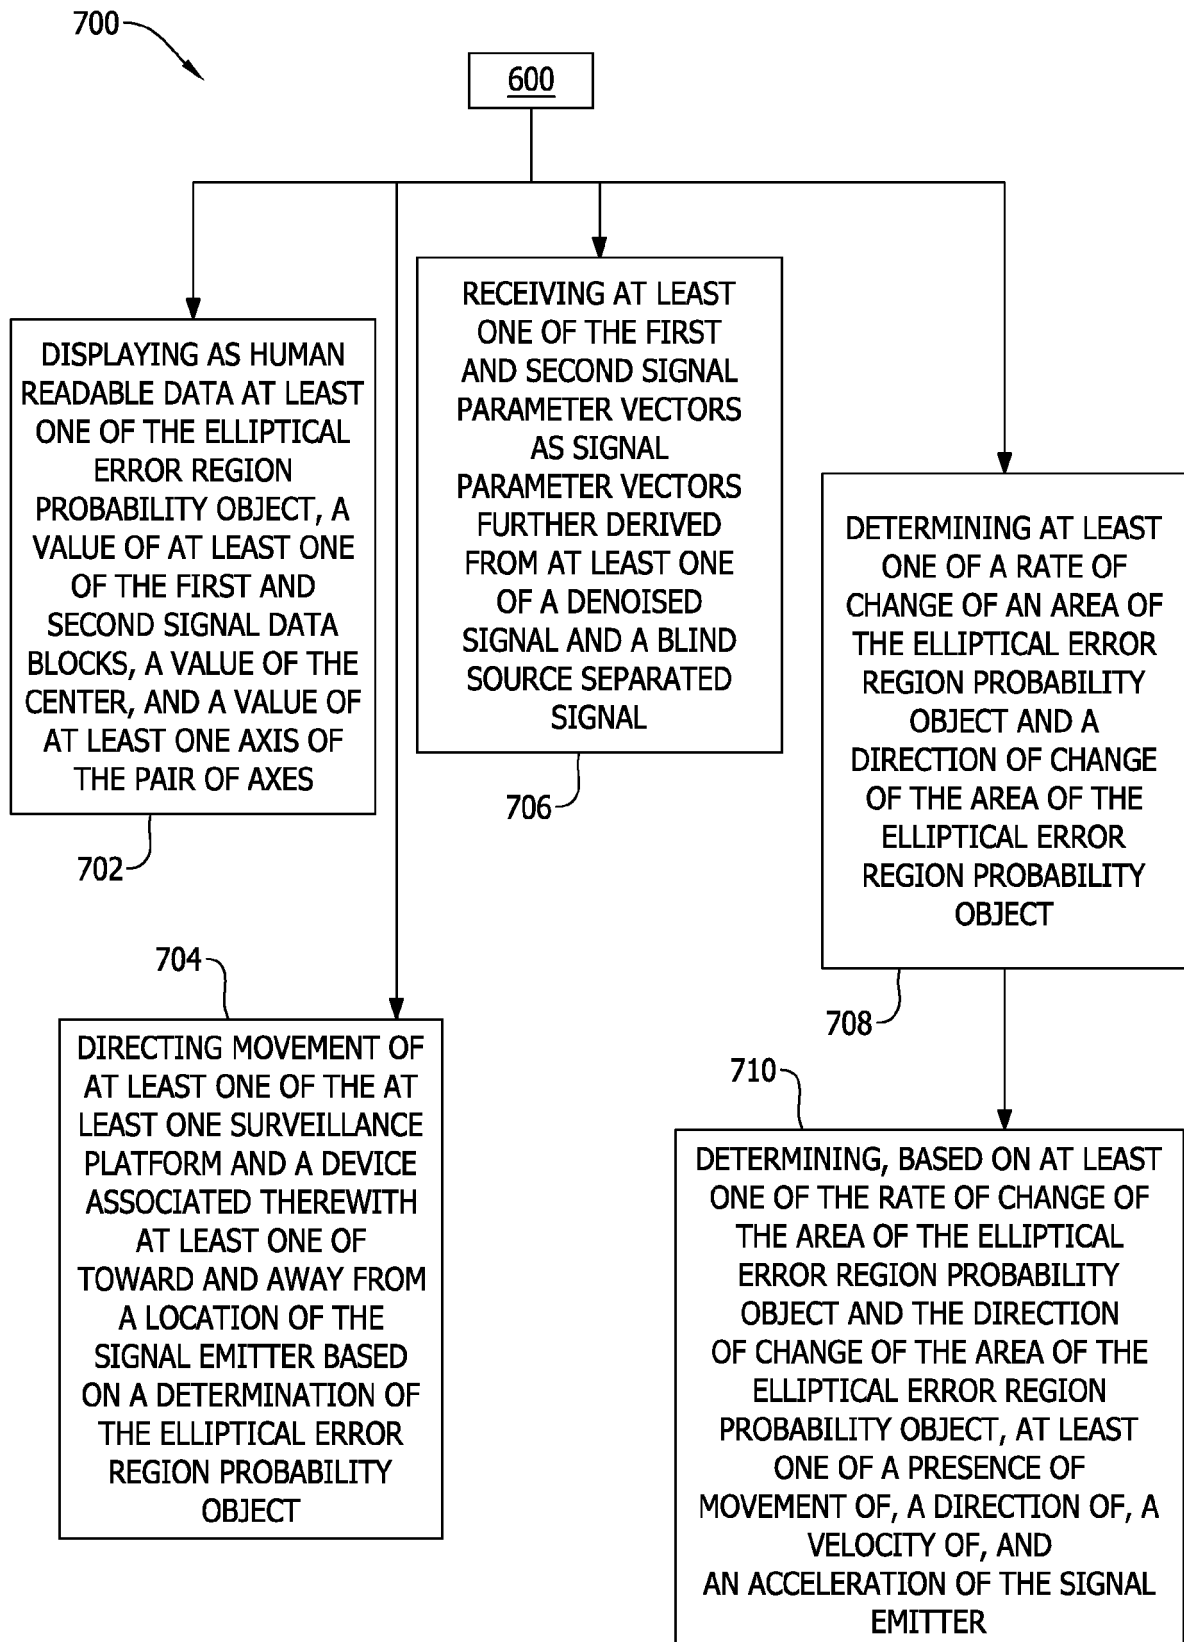 700
600
DISPLAYING AS HUMAN
READABLE DATA AT LEAST
ONE OF THE ELLIPTICAL
ERROR REGION
PROBABILITY OBJECT, A
VALUE OF AT LEAST ONE
OF THE FIRST AND
SECOND SIGNAL DATA
BLOCKS, A VALUE OF THE
CENTER, AND A VALUE OF
AT LEAST ONE AXIS OF
THE PAIR OF AXES
702
704
DIRECTING MOVEMENT OF
AT LEAST ONE OF THE AT
LEAST ONE SURVEILLANCE
PLATFORM AND A DEVICE
ASSOCIATED THEREWITH
AT LEAST ONE OF
TOWARD AND AWAY FROM
A LOCATION OF THE
SIGNAL EMITTER BASED
ON A DETERMINATION OF
THE ELLIPTICAL ERROR
REGION PROBABILITY
OBJECT
RECEIVING AT LEAST
ONE OF THE FIRST
AND SECOND SIGNAL
PARAMETER VECTORS
AS SIGNAL
PARAMETER VECTORS
FURTHER DERIVED
FROM AT LEAST ONE
OF A DENOISED
SIGNAL AND A BLIND
SOURCE SEPARATED
SIGNAL
706
DETERMINING AT LEAST
ONE OF A RATE OF
CHANGE OF AN AREA OF
THE ELLIPTICAL ERROR
REGION PROBABILITY
OBJECT AND A
DIRECTION OF CHANGE
OF THE AREA OF THE
ELLIPTICAL ERROR
REGION PROBABILITY
OBJECT
708
710
DETERMINING, BASED ON AT LEAST
ONE OF THE RATE OF CHANGE OF
THE AREA OF THE ELLIPTICAL
ERROR REGION PROBABILITY
OBJECT AND THE DIRECTION
OF CHANGE OF THE AREA OF THE
ELLIPTICAL ERROR REGION
PROBABILITY OBJECT, AT LEAST
ONE OF A PRESENCE OF
MOVEMENT OF, A DIRECTION OF, A
VELOCITY OF, AND
AN ACCELERATION OF THE SIGNAL
EMITTER